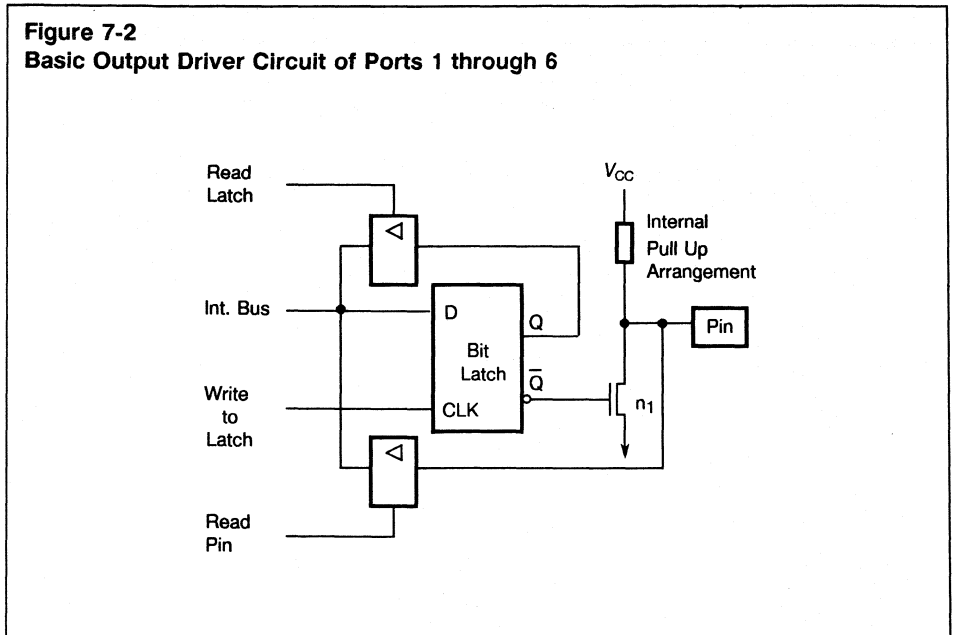 Figure 7-2
Basic Output Driver Circuit of Ports 1 through 6
Read
Latch
VCC
Internal
Pull Up
Arrangement
Int. Bus
D
Q
Pin
Bit
Latch
Q̅
Write
to
Latch
CLK
n1
Read
Pin